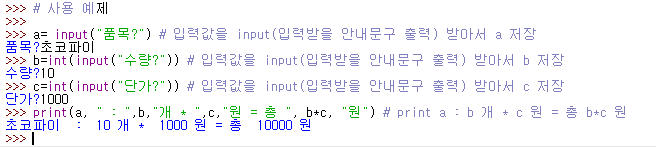 >>> # 사용 예제
>>>
>>> a= input("품목?") # 입력값을 input(입력받을 안내문구 출력) 받아서 a 저장
품목?초코파이
>>> b=int(input("수량?")) # 입력값을 input(입력받을 안내문구 출력) 받아서 b 저장
수량?10
>>> c=int(input("단가?")) # 입력값을 input(입력받을 안내문구 출력) 받아서 c 저장
단가?1000
>>> print(a, " : ",b,"개 * ",c,"원 = 총 ", b*c, "원") # print a : b 개 * c 원 = 총 b*c 원
초코파이  :  10 개 *  1000 원 = 총  10000 원
>>>